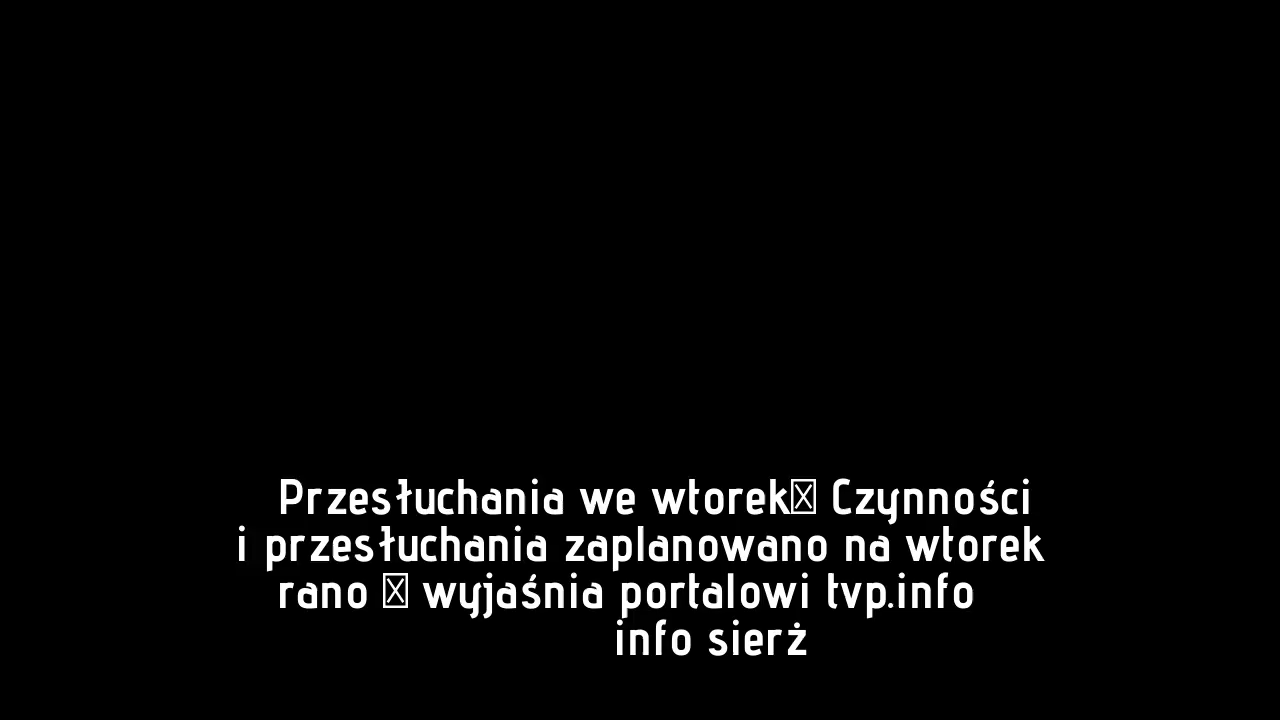 Przesłuchania we wtorek☒ Czynności
i przesłuchania zaplanowano na wtorek
rano ☒ wyjaśnia portalowi tvp.info
info sierż